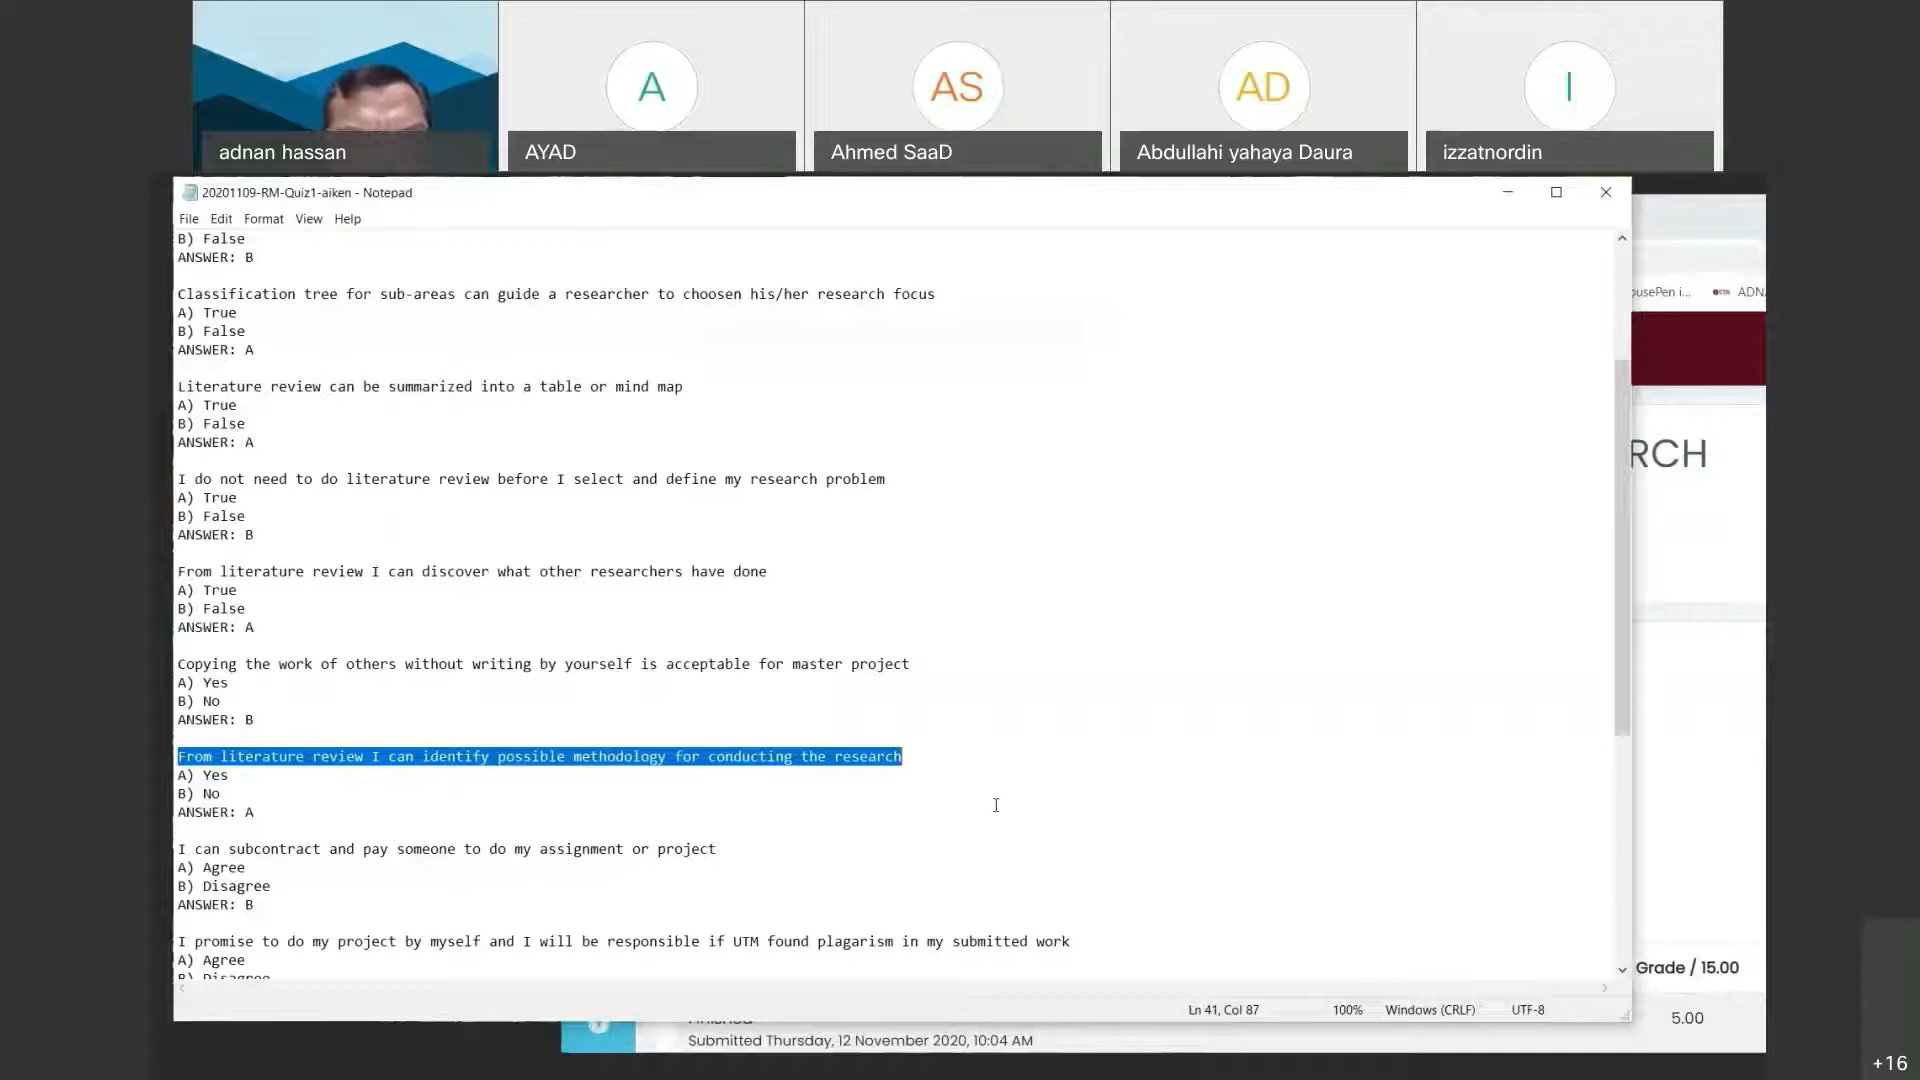 A
AS
AD
I
adnan hassan
AYAD
Ahmed SaaD
Abdullahi yahaya Daura
izzatnordin
20201109-RM-Quiz1-aiken - Notepad
File Edit Format View Help
B) False
ANSWER: B
Classification tree for sub-areas can guide a researcher to choosen his/her research focus
A) True
B) False
ANSWER: A
Literature review can be summarized into a table or mind map
A) True
B) False
ANSWER: A
I do not need to do literature review before I select and define my research problem
A) True
B) False
ANSWER: B
From literature review I can discover what other researchers have done
A) True
B) False
ANSWER: A
Copying the work of others without writing by yourself is acceptable for master project
A) Yes
B) No
ANSWER: B
From literature review I can identify possible methodology for conducting the research
A) Yes
B) No
ANSWER: A
I can subcontract and pay someone to do my assignment or project
A) Agree
B) Disagree
ANSWER: B
I promise to do my project by myself and I will be responsible if UTM found plagarism in my submitted work
A) Agree
B) Disagree
Ln 41, Col 87 100% Windows (CRLF) UTF-8
ousePen i... ADN
RCH
Grade / 15.00
5.00
Submitted Thursday, 12 November 2020, 10:04 AM
+16